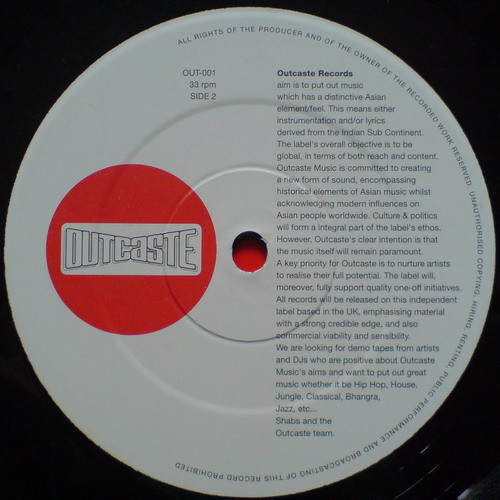 ALL RIGHTS OF THE PRODUCER AND OF THE OWNER OF THE RECORDED WORK RESERVED. UNAUTHORISED COPYING, HIRING, RENTING, PUBLIC PERFORMANCE AND BROADCASTING OF THIS RECORD PROHIBITED
OUT-001
33 rpm
SIDE 2
OUTCaSTE
Outcaste Records
aim is to put out music
which has a distinctive Asian
element/feel. This means either
instrumentation and/or lyrics
derived from the Indian Sub Continent.
The label's overall objective is to be
global, in terms of both reach and content.
Outcaste Music is committed to creating
a new form of sound, encompassing
historical elements of Asian music whilst
acknowledging modern influences on
Asian people worldwide. Culture & politics
will form a integral part of the label's ethos.
However, Outcaste's clear intention is that
the music itself will remain paramount.
A key priority for Outcaste is to nurture artists
to realise their full potential. The label will,
moreover, fully support quality one-off initiatives.
All records will be released on this independent
label based in the UK, emphasising material
with a strong credible edge, and also
commercial viability and sensibility.
We are looking for demo tapes from artists
and DJs who are positive about Outcaste
Music's aims and want to put out great
music whether it be Hip Hop, House,
Jungle, Classical, Bhangra,
Jazz, etc...
Shabs and the
Outcaste team.